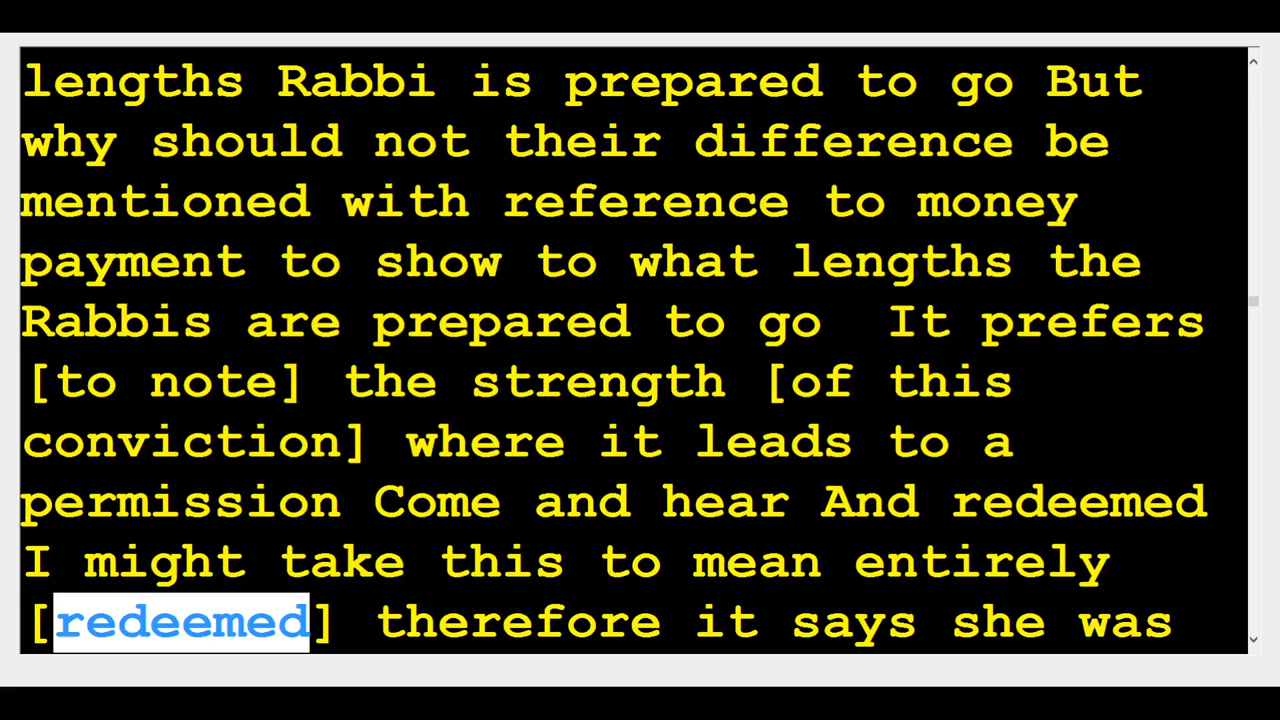 lengths Rabbi is prepared to go But
why should not their difference be
mentioned with reference to money
payment to show to what lengths the
Rabbis are prepared to go  It prefers
[to note] the strength [of this
conviction] where it leads to a
permission Come and hear And redeemed
I might take this to mean entirely
[redeemed] therefore it says she was